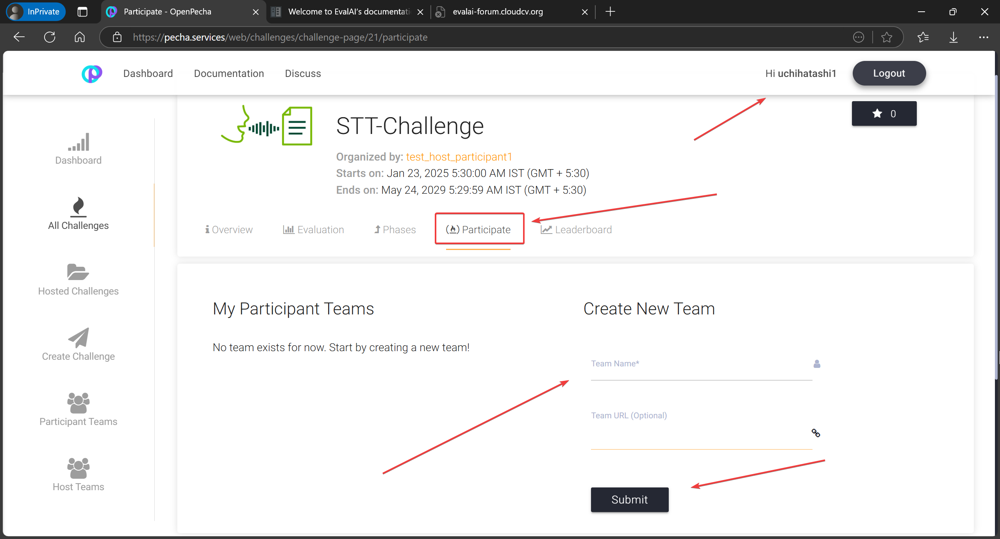 InPrivate
Participate - OpenPecha
Welcome to EvalAI's documentati
evalai-forum.cloudcv.org
https://pecha.services/web/challenges/challenge-page/21/participate
Dashboard
Documentation
Discuss
Hi uchihatashi1
Logout
0
STT-Challenge
Organized by: test_host_participant1
Starts on: Jan 23, 2025 5:30:00 AM IST (GMT + 5:30)
Ends on: May 24, 2029 5:29:59 AM IST (GMT + 5:30)
Overview
Evaluation
Phases
Participate
Leaderboard
Dashboard
All Challenges
Hosted Challenges
Create Challenge
Participant Teams
Host Teams
My Participant Teams
No team exists for now. Start by creating a new team!
Create New Team
Team Name*
Team URL (Optional)
Submit